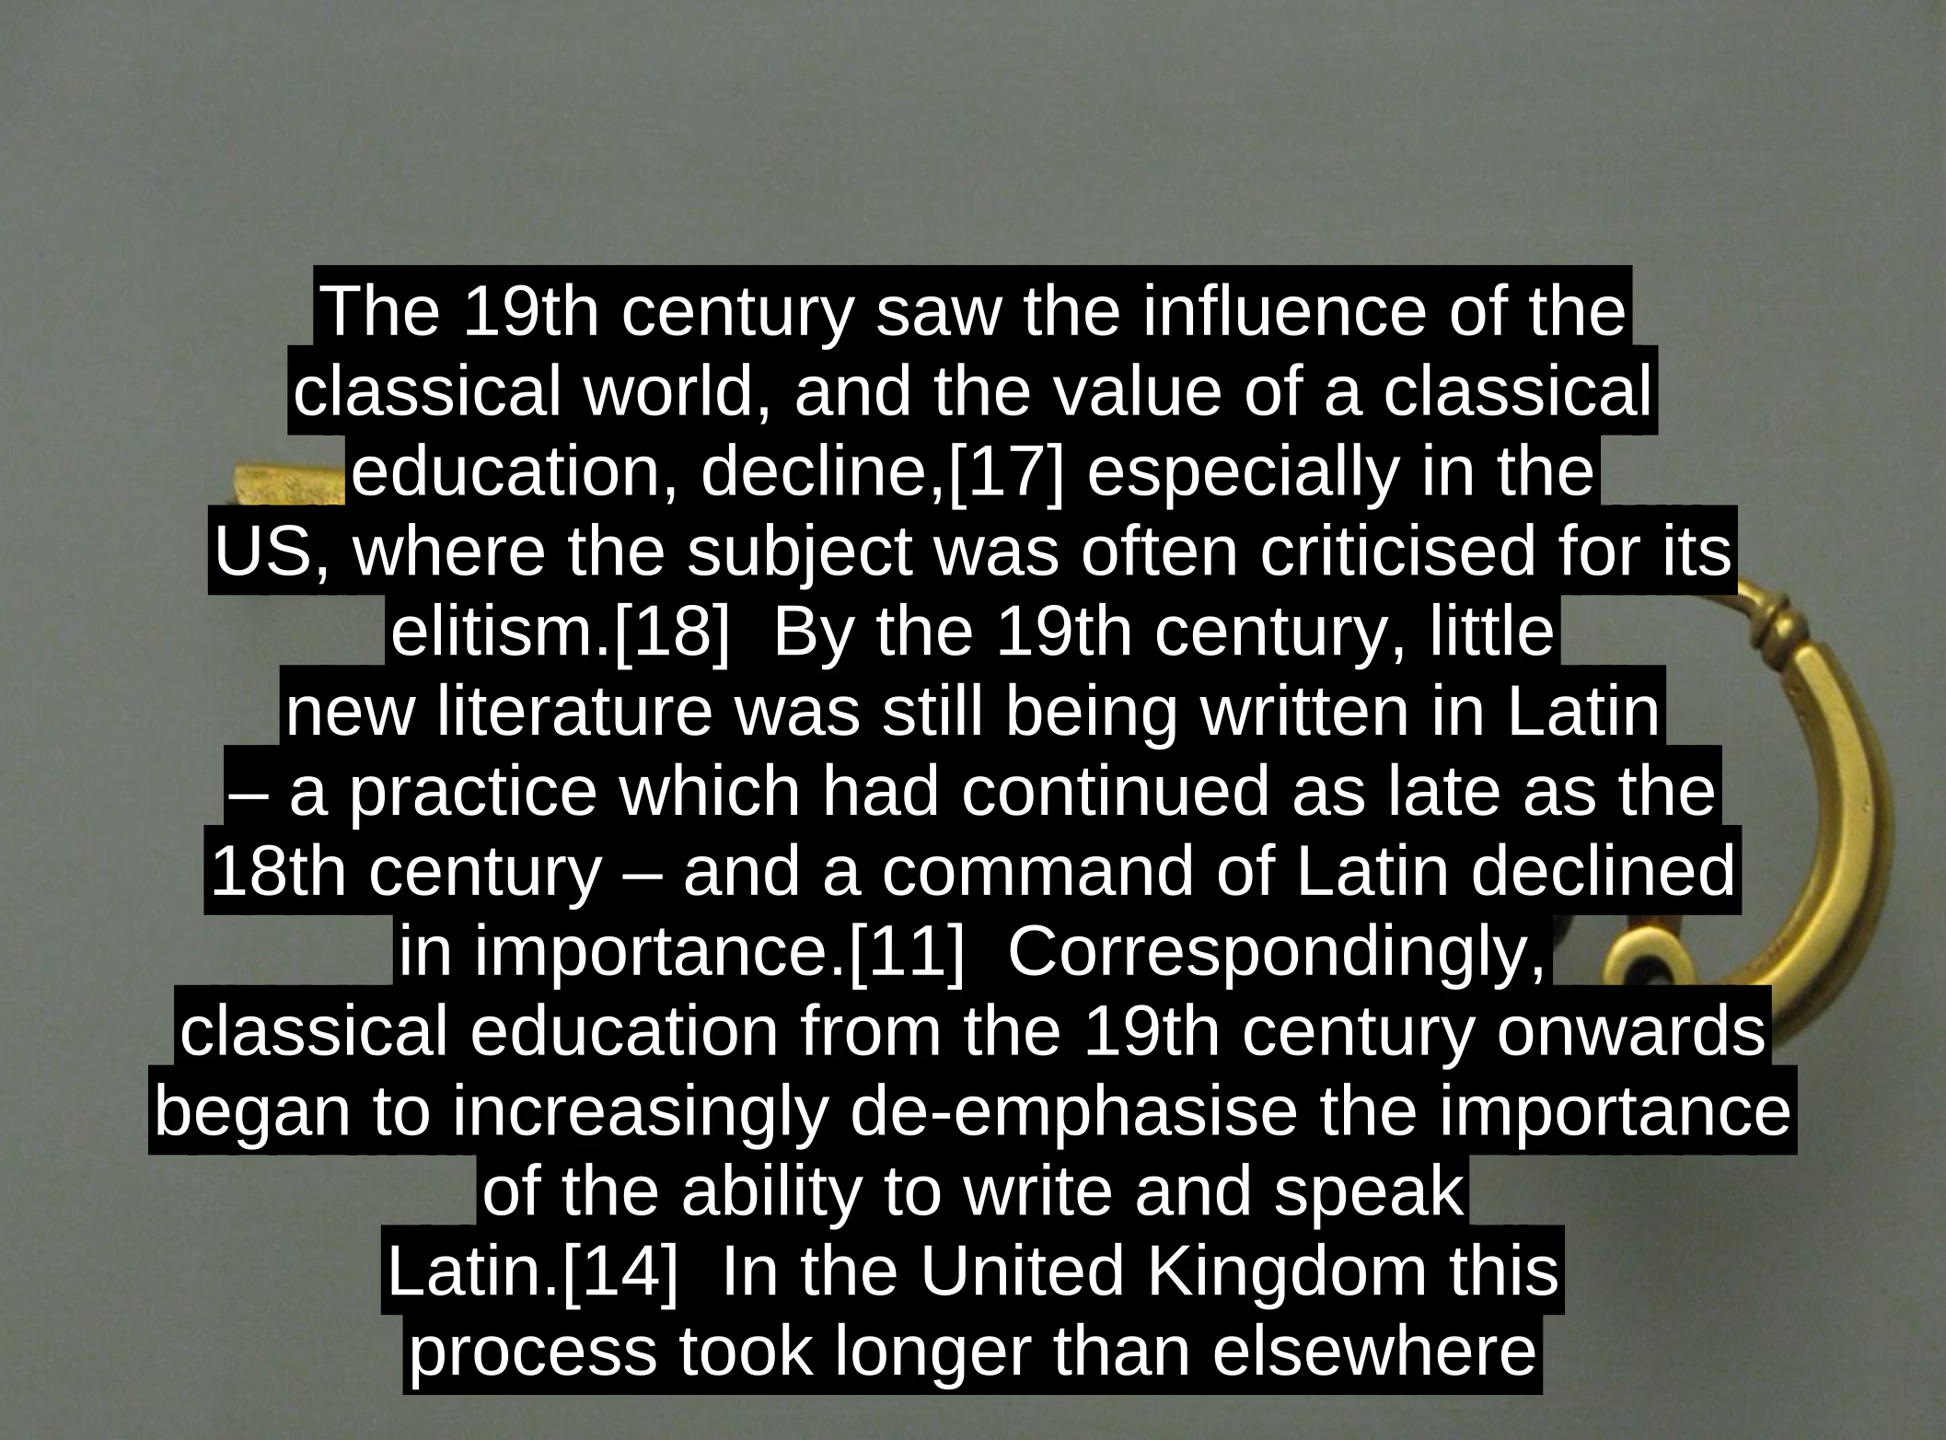 The 19th century saw the influence of the
classical world, and the value of a classical
education, decline,[17] especially in the
US, where the subject was often criticised for its
elitism.[18]  By the 19th century, little
new literature was still being written in Latin
– a practice which had continued as late as the
18th century – and a command of Latin declined
in importance.[11]  Correspondingly,
classical education from the 19th century onwards
began to increasingly de-emphasise the importance
of the ability to write and speak
Latin.[14]  In the United Kingdom this
process took longer than elsewhere